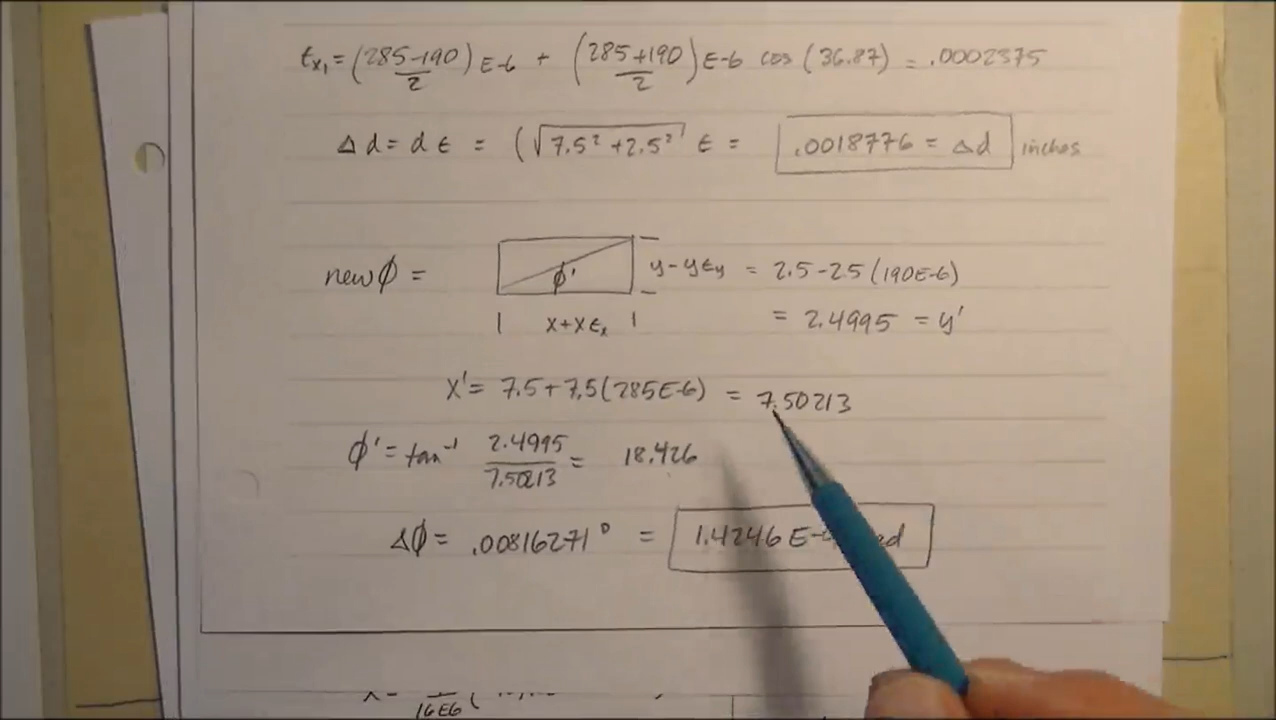 ϵx₁ = (285-190 / 2) E-6 + (285+190 / 2) E-6 cos (36.87) = .0002375
Δd = d ϵ = (√7.5² + 2.5²) ϵ = .0018776 = Δd inches
new ϕ = ϕ' y - yϵy = 2.5 - 2.5 (190E-6)
x + xϵx = 2.4995 = y'
x' = 7.5 + 7.5 (285E-6) = 7.50213
ϕ' = tan⁻¹ 2.4995 / 7.50213 = 18.426
Δϕ = .00816271° = 1.4246 E-
16E6